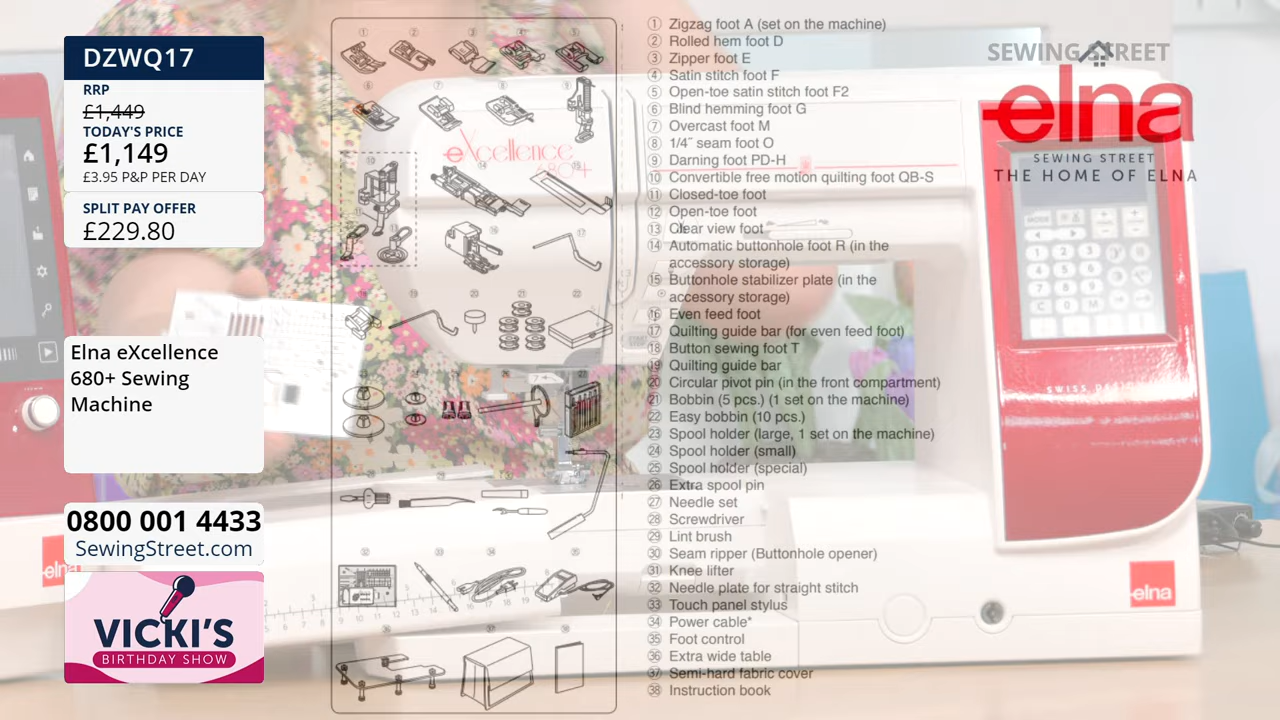 DZWQ17
RRP
£1,449
TODAY'S PRICE
£1,149
£3.95 P&P PER DAY
SPLIT PAY OFFER
£229.80
Elna eXcellence
680+ Sewing
Machine
0800 001 4433
SewingStreet.com
VICKI'S
BIRTHDAY SHOW
eXcellence
680+
① Zigzag foot A (set on the machine)
② Rolled hem foot D
③ Zipper foot E
④ Satin stitch foot F
⑤ Open-toe satin stitch foot F2
⑥ Blind hemming foot G
⑦ Overcast foot M
⑧ 1/4″ seam foot O
⑨ Darning foot PD-H
⑩ Convertible free motion quilting foot QB-S
⑪ Closed-toe foot
⑫ Open-toe foot
⑬ Clear view foot
⑭ Automatic buttonhole foot R (in the
accessory storage)
⑮ Buttonhole stabilizer plate (in the
accessory storage)
⑯ Even feed foot
⑰ Quilting guide bar (for even feed foot)
⑱ Button sewing foot T
⑲ Quilting guide bar
⑳ Circular pivot pin (in the front compartment)
㉑ Bobbin (5 pcs.) (1 set on the machine)
㉒ Easy bobbin (10 pcs.)
㉓ Spool holder (large, 1 set on the machine)
㉔ Spool holder (small)
㉕ Spool holder (special)
㉖ Extra spool pin
㉗ Needle set
㉘ Screwdriver
㉙ Lint brush
㉚ Seam ripper (Buttonhole opener)
㉛ Knee lifter
㉜ Needle plate for straight stitch
㉝ Touch panel stylus
㉞ Power cable*
㉟ Foot control
㊱ Extra wide table
㊲ Semi-hard fabric cover
㊳ Instruction book
SEWING STREET
elna
SEWING STREET
THE HOME OF ELNA
MODE
SWISS DESIGN
elna
elna